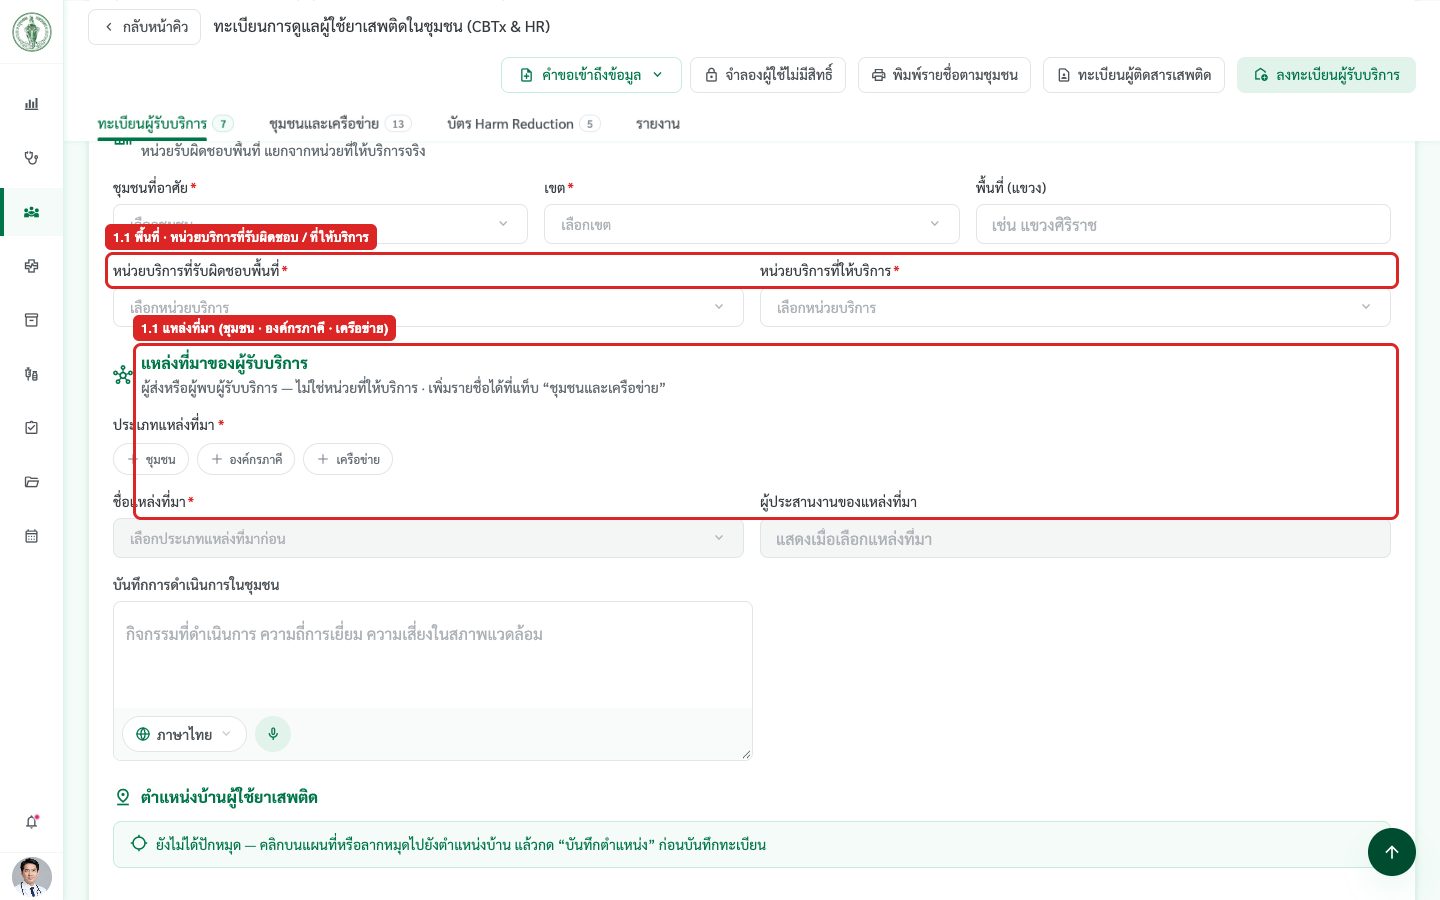 กลับหน้าคิว
ทะเบียนการดูแลผู้ใช้ยาเสพติดในชุมชน (CBTx & HR)
คำขอเข้าถึงข้อมูล
จำลองผู้ใช้ไม่มีสิทธิ์
พิมพ์รายชื่อตามชุมชน
ทะเบียนผู้ติดสารเสพติด
ลงทะเบียนผู้รับบริการ
ทะเบียนผู้รับบริการ 7
ชุมชนและเครือข่าย 13
บัตร Harm Reduction 5
รายงาน
หน่วยรับผิดชอบพื้นที่ แยกจากหน่วยที่ให้บริการจริง
ชุมชนที่อาศัย *
เขต *
พื้นที่ (แขวง)
เลือกเขต
เช่น แขวงศิริราช
1.1 พื้นที่ · หน่วยบริการที่รับผิดชอบ / ที่ให้บริการ
หน่วยบริการที่รับผิดชอบพื้นที่ *
หน่วยบริการที่ให้บริการ *
เลือกหน่วยบริการ
เลือกหน่วยบริการ
1.1 แหล่งที่มา (ชุมชน · องค์กรภาคี · เครือข่าย)
แหล่งที่มาของผู้รับบริการ
ผู้ส่งหรือผู้พบผู้รับบริการ — ไม่ใช่หน่วยที่ให้บริการ · เพิ่มรายชื่อได้ที่แท็บ “ชุมชนและเครือข่าย”
ประเภทแหล่งที่มา *
ชุมชน
องค์กรภาคี
เครือข่าย
ชื่อแหล่งที่มา *
ผู้ประสานงานของแหล่งที่มา
เลือกประเภทแหล่งที่มาก่อน
แสดงเมื่อเลือกแหล่งที่มา
บันทึกการดำเนินการในชุมชน
กิจกรรมที่ดำเนินการ ความถี่การเยี่ยม ความเสี่ยงในสภาพแวดล้อม
ภาษาไทย
ตำแหน่งบ้านผู้ใช้ยาเสพติด
ยังไม่ได้ปักหมุด — คลิกบนแผนที่หรือลากหมุดไปยังตำแหน่งบ้าน แล้วกด “บันทึกตำแหน่ง” ก่อนบันทึกทะเบียน